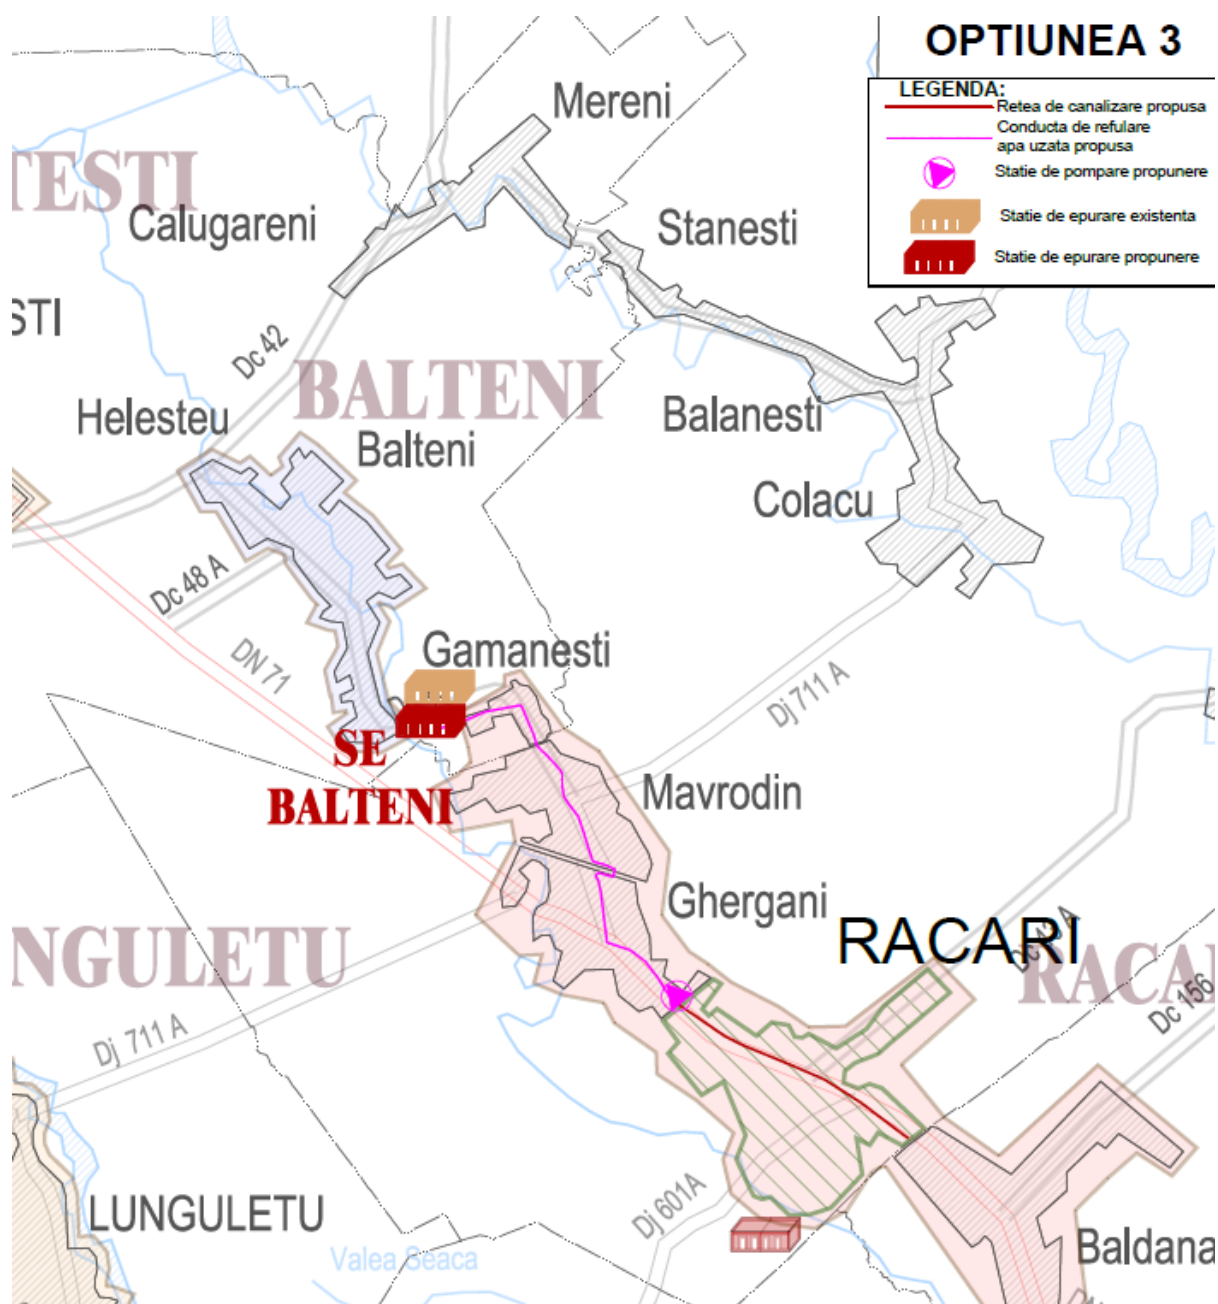 OPTIUNEA 3
LEGENDA:
Retea de canalizare propusa
Conducta de refulare
apa uzata propusa
Statie de pompare propunere
Statie de epurare existenta
Statie de epurare propunere
Mereni
TESTI
Calugareni
Stanesti
STI
Dc 42
BALTENI
Helesteu
Balteni
Balanesti
Colacu
Dc 48 A
DN 71
Gamanesti
Dj 711 A
SE
BALTENI
Mavrodin
Ghergani
RACARI
NGULETU
RACA
Dc 156
Dj 711 A
Dj 601A
LUNGULETU
Valea Seaca
Baldana